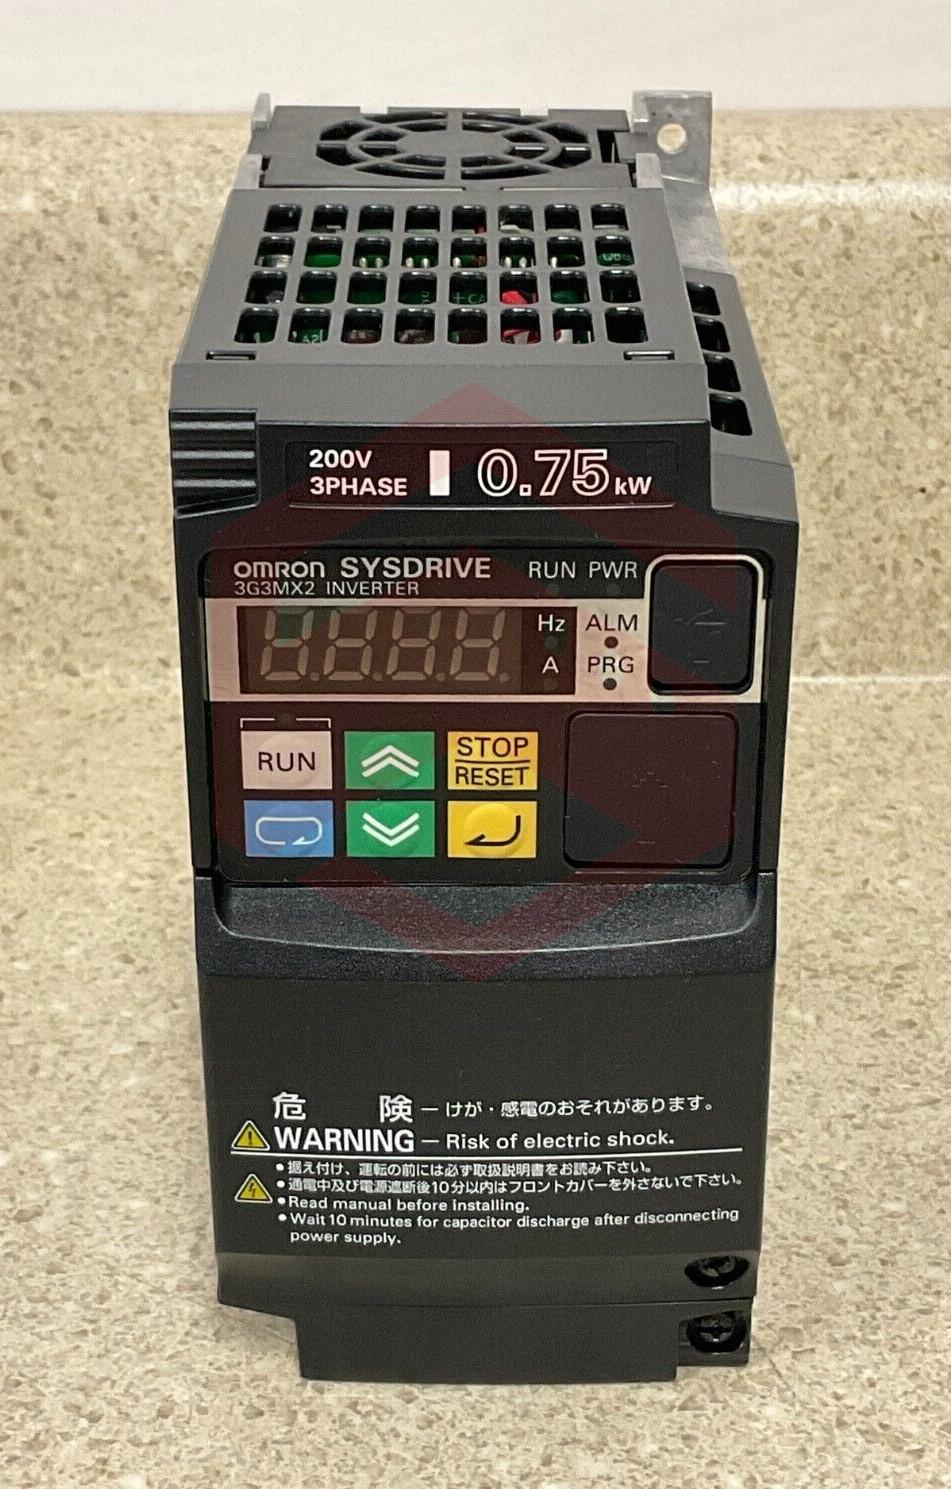 200V
3PHASE
0.75 kW
OMRON SYSDRIVE
3G3MX2 INVERTER
RUN PWR
Hz ALM
A PRG
RUN
STOP
RESET
危 険 — けが・感電のおそれがあります。
WARNING — Risk of electric shock.
•据え付け、運転の前には必ず取扱説明書をお読み下さい。
•通電中及び電源遮断後10分以内はフロントカバーを外さないで下さい。
•Read manual before installing.
•Wait 10 minutes for capacitor discharge after disconnecting
power supply.